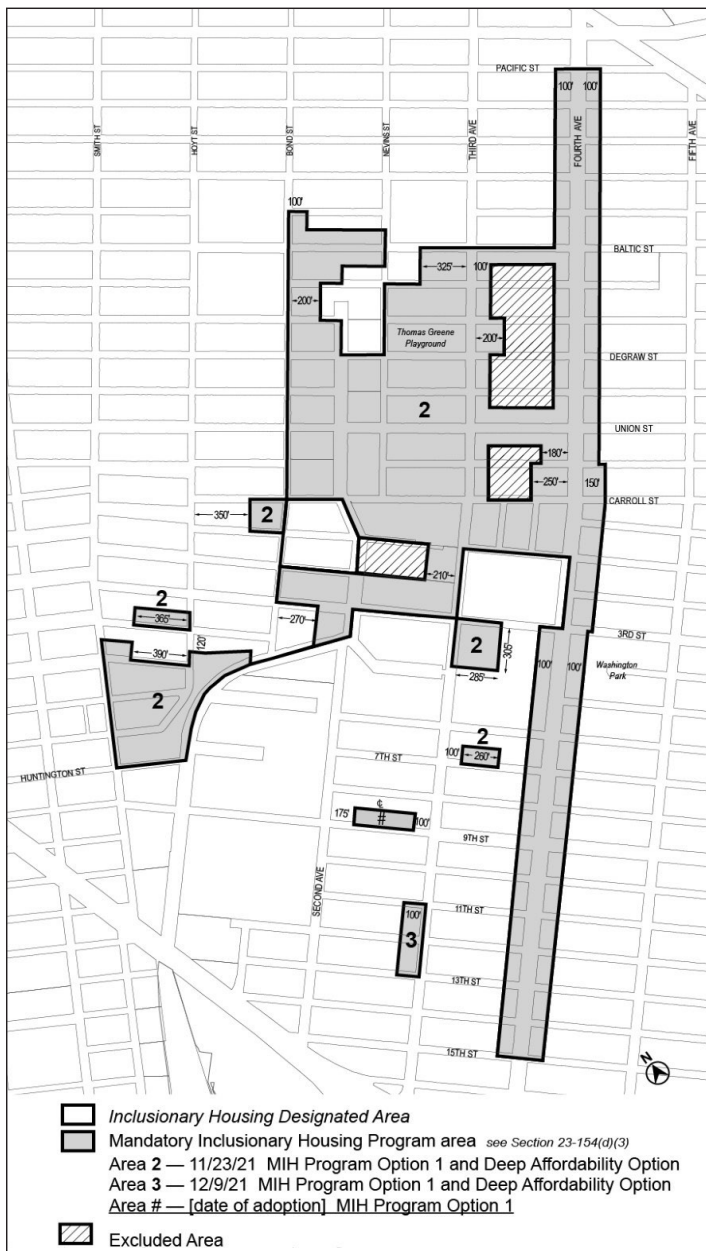 PACIFIC ST
100' 100'
SMITH ST
HOYT ST
BOND ST
NEVINS ST
THIRD AVE
FOURTH AVE
FIFTH AVE
100'
BALTIC ST
325' 100'
200'
Thomas Greene
Playground
200'
DEGRAW ST
2
UNION ST
180'
250' 150'
CARROLL ST
350' 2
210'
2
365'
270'
120'
390'
2
305'
3RD ST
285'
100' 100'
Washington
Park
2
2
100' 260'
7TH ST
HUNTINGTON ST
℄
175' # 100'
9TH ST
SECOND AVE
100'
11TH ST
3
13TH ST
15TH ST
N
Inclusionary Housing Designated Area
Mandatory Inclusionary Housing Program area see Section 23-154(d)(3)
Area 2 — 11/23/21 MIH Program Option 1 and Deep Affordability Option
Area 3 — 12/9/21 MIH Program Option 1 and Deep Affordability Option
Area # — [date of adoption] MIH Program Option 1
Excluded Area